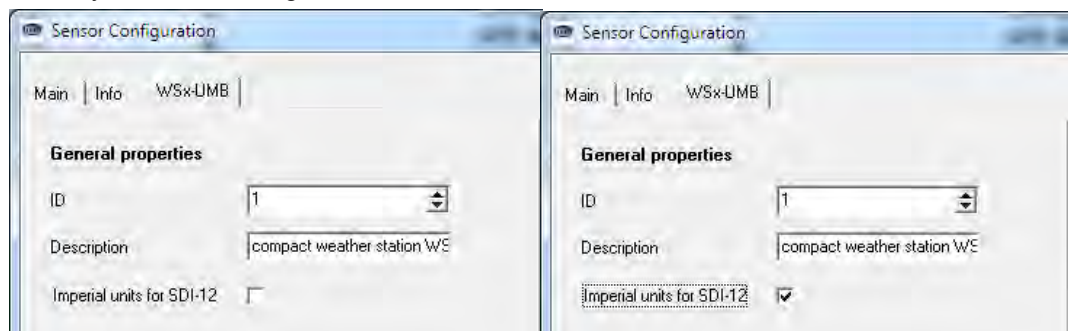 Sensor Configuration
Main | Info WSx-UMB
General properties
ID 1
Description compact weather station WS
Imperial units for SDI-12
Sensor Configuration
Main | Info WSx-UMB
General properties
ID 1
Description compact weather station WS
Imperial units for SDI-12